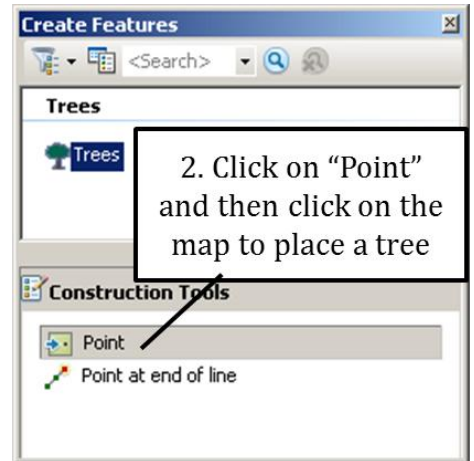 Create Features
<Search>
Trees
Trees
2. Click on “Point”
and then click on the
map to place a tree
Construction Tools
Point
Point at end of line